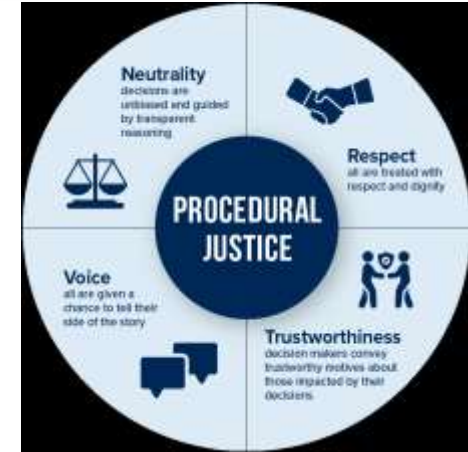 Neutrality
decisions are
unbiased and guided
by transparent
reasoning
Respect
all are treated with
respect and dignity
PROCEDURAL
JUSTICE
Voice
all are given a
chance to tell their
side of the story
Trustworthiness
decision makers convey
trustworthy motives about
those impacted by their
decisions